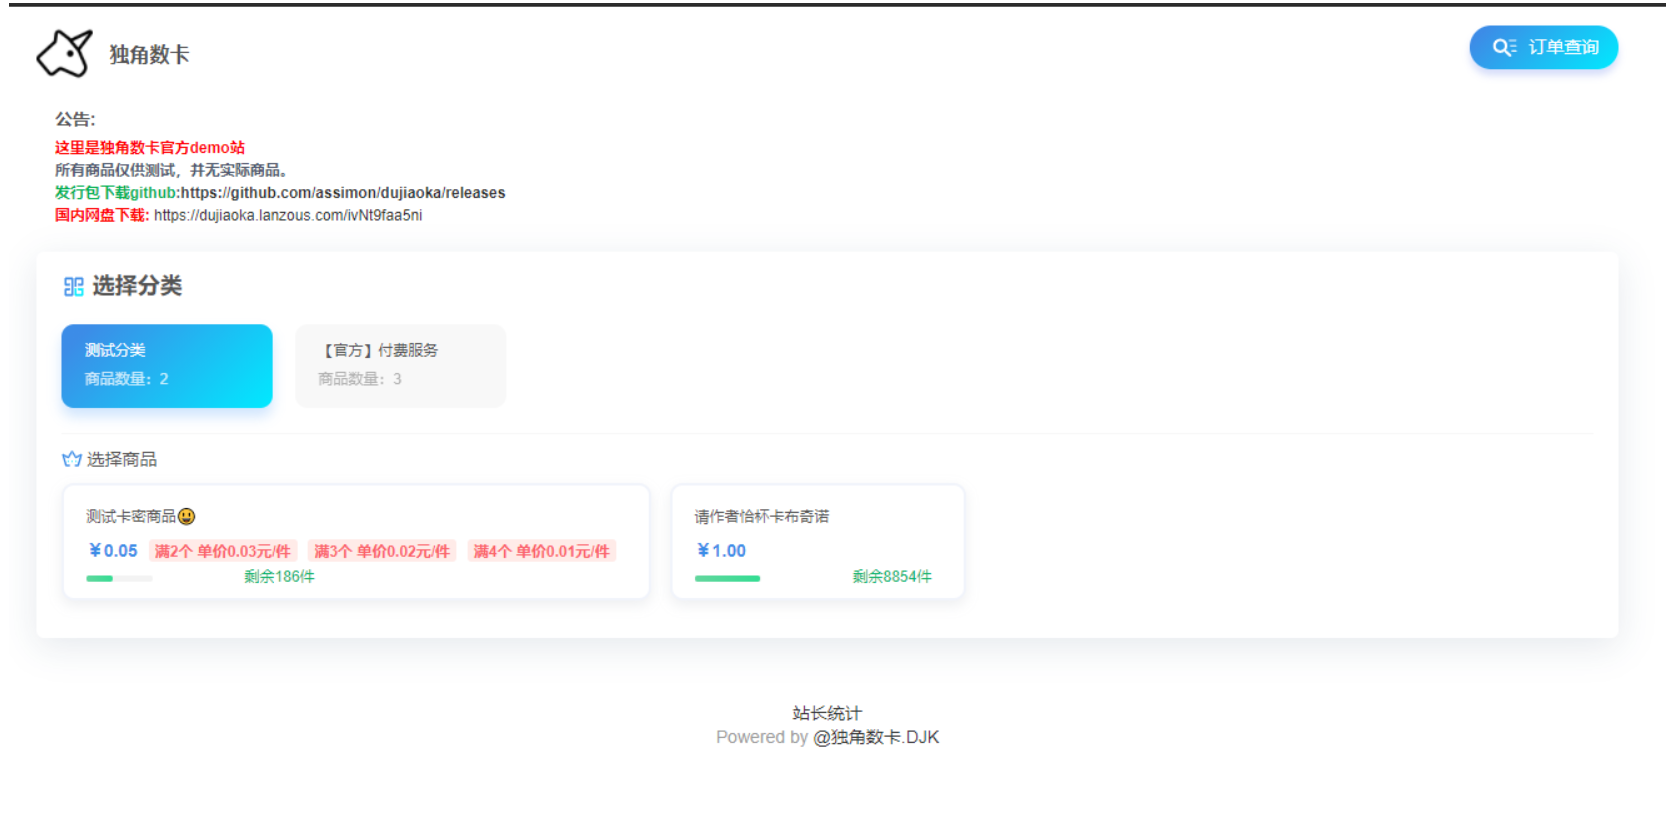 独角数卡
订单查询
公告:
这里是独角数卡官方demo站
所有商品仅供测试，并无实际商品。
发行包下载github:https://github.com/assimon/dujiaoka/releases
国内网盘下载: https://dujiaoka.lanzous.com/ivNt9faa5ni
选择分类
测试分类
商品数量：2
【官方】付费服务
商品数量：3
选择商品
测试卡密商品😃
¥0.05 满2个 单价0.03元/件 满3个 单价0.02元/件 满4个 单价0.01元/件
剩余186件
请作者恰杯卡布奇诺
¥1.00
剩余8854件
站长统计
Powered by @独角数卡.DJK